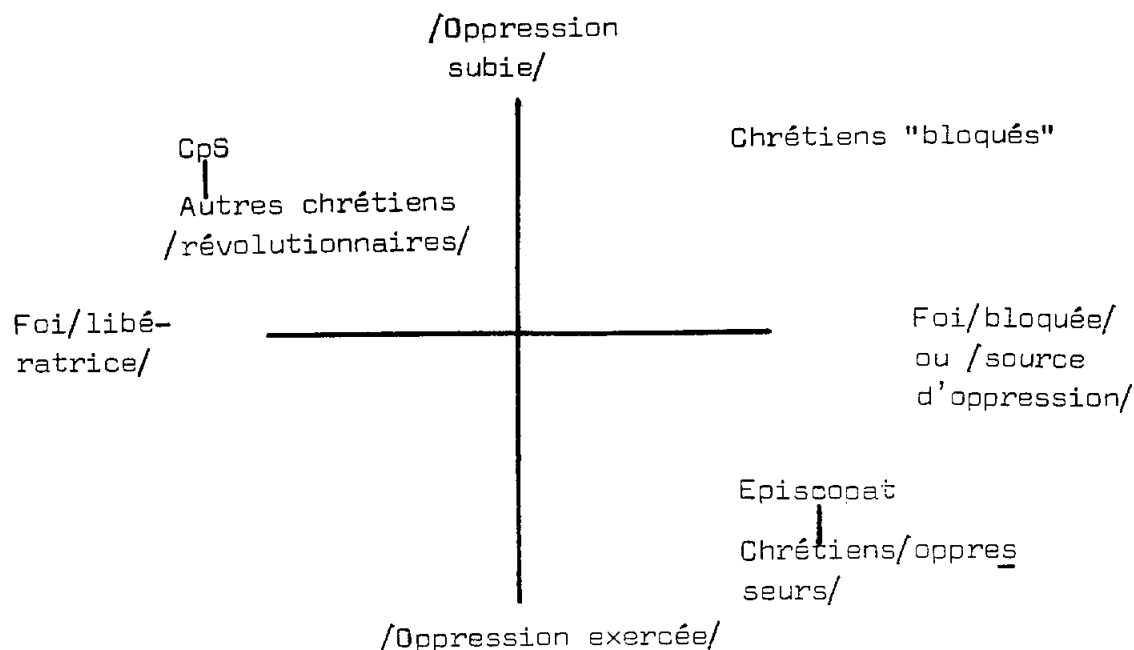 /Oppression
subie/
CpS
Chrétiens "bloqués"
Autres chrétiens
/révolutionnaires/
Foi/libé-
ratrice/
Foi/bloquée/
ou /source
d'oppression/
Episcopat
Chrétiens/oppres
seurs/
/Oppression exercée/